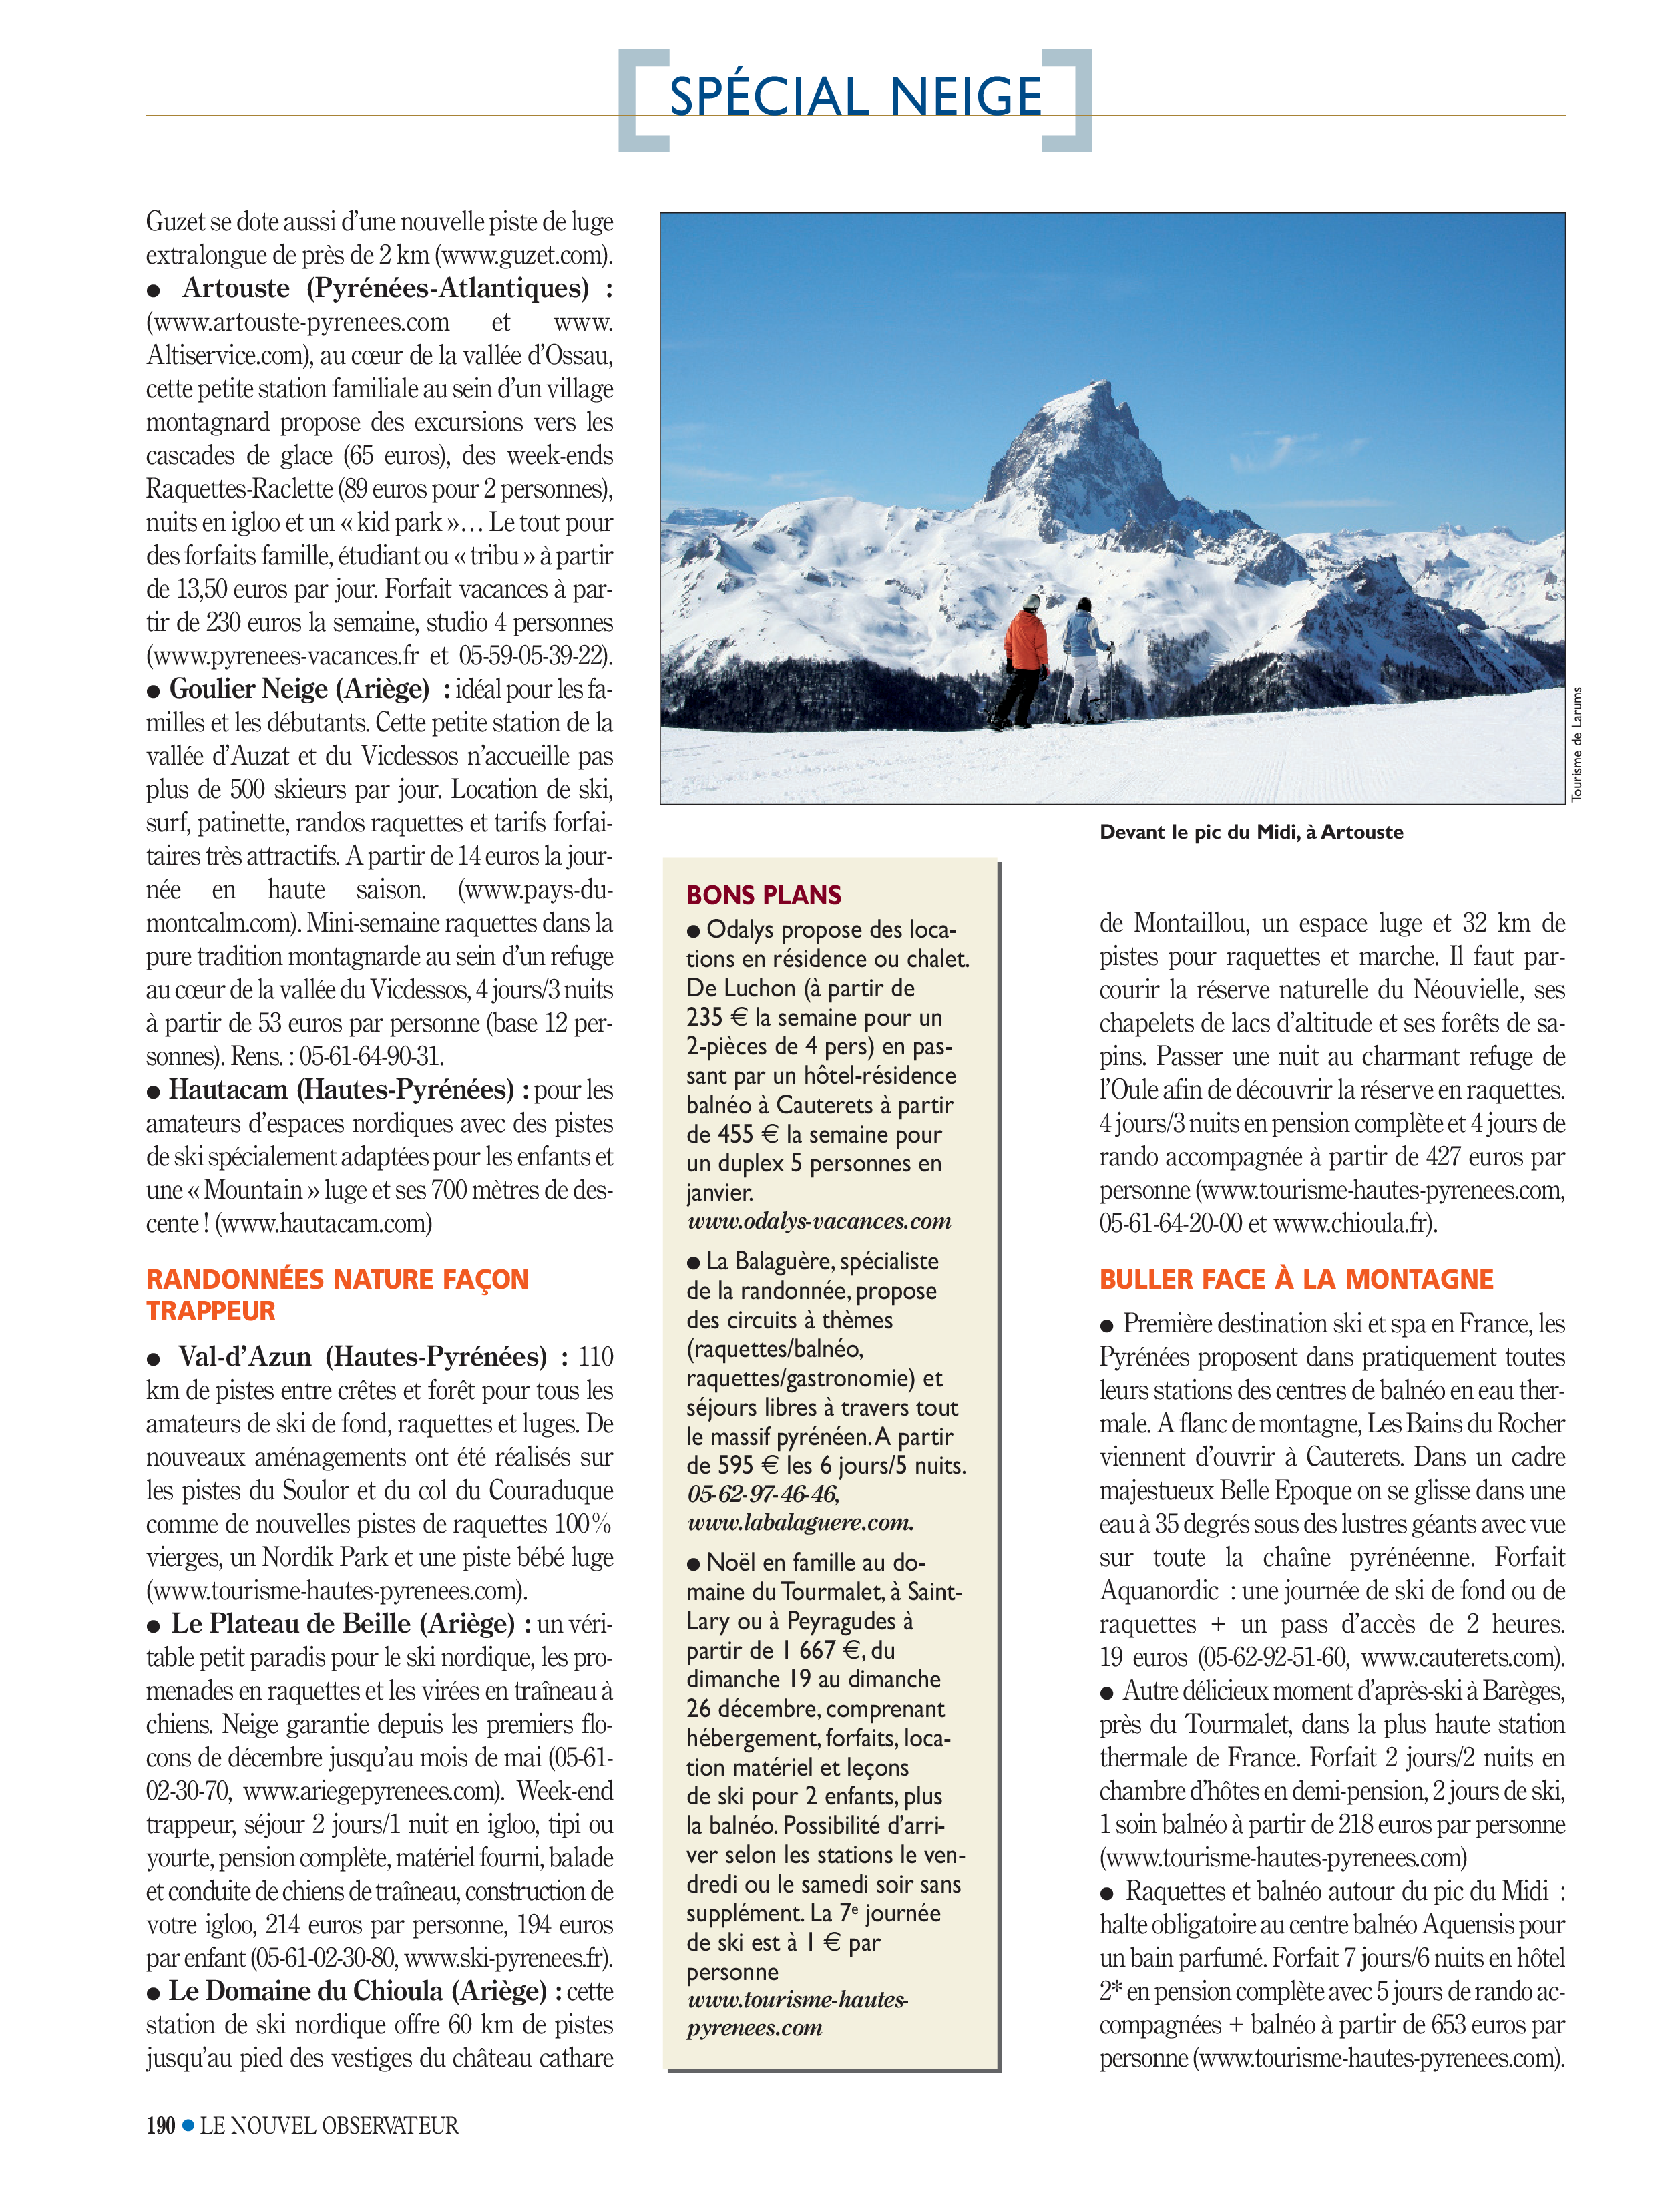 SPÉCIAL NEIGE
Guzet se dote aussi d’une nouvelle piste de luge
extralongue de près de 2 km (www.guzet.com).
● Artouste (Pyrénées-Atlantiques) :
(www.artouste-pyrenees.com et www.
Altiservice.com), au cœur de la vallée d’Ossau,
cette petite station familiale au sein d’un village
montagnard propose des excursions vers les
cascades de glace (65 euros), des week-ends
Raquettes-Raclette (89 euros pour 2 personnes),
nuits en igloo et un « kid park »… Le tout pour
des forfaits famille, étudiant ou « tribu » à partir
de 13,50 euros par jour. Forfait vacances à par-
tir de 230 euros la semaine, studio 4 personnes
(www.pyrenees-vacances.fr et 05-59-05-39-22).
● Goulier Neige (Ariège) : idéal pour les fa-
milles et les débutants. Cette petite station de la
vallée d’Auzat et du Vicdessos n’accueille pas
plus de 500 skieurs par jour. Location de ski,
surf, patinette, randos raquettes et tarifs forfai-
taires très attractifs. A partir de 14 euros la jour-
née en haute saison. (www.pays-du-
montcalm.com). Mini-semaine raquettes dans la
pure tradition montagnarde au sein d’un refuge
au cœur de la vallée du Vicdessos, 4 jours/3 nuits
à partir de 53 euros par personne (base 12 per-
sonnes). Rens. : 05-61-64-90-31.
● Hautacam (Hautes-Pyrénées) : pour les
amateurs d’espaces nordiques avec des pistes
de ski spécialement adaptées pour les enfants et
une « Mountain » luge et ses 700 mètres de des-
cente ! (www.hautacam.com)
RANDONNÉES NATURE FAÇON
TRAPPEUR
● Val-d’Azun (Hautes-Pyrénées) : 110
km de pistes entre crêtes et forêt pour tous les
amateurs de ski de fond, raquettes et luges. De
nouveaux aménagements ont été réalisés sur
les pistes du Soulor et du col du Couraduque
comme de nouvelles pistes de raquettes 100%
vierges, un Nordik Park et une piste bébé luge
(www.tourisme-hautes-pyrenees.com).
● Le Plateau de Beille (Ariège) : un véri-
table petit paradis pour le ski nordique, les pro-
menades en raquettes et les virées en traîneau à
chiens. Neige garantie depuis les premiers flo-
cons de décembre jusqu’au mois de mai (05-61-
02-30-70, www.ariegepyrenees.com). Week-end
trappeur, séjour 2 jours/1 nuit en igloo, tipi ou
yourte, pension complète, matériel fourni, balade
et conduite de chiens de traîneau, construction de
votre igloo, 214 euros par personne, 194 euros
par enfant (05-61-02-30-80, www.ski-pyrenees.fr).
● Le Domaine du Chioula (Ariège) : cette
station de ski nordique offre 60 km de pistes
jusqu’au pied des vestiges du château cathare
Tourisme de Larums
Devant le pic du Midi, à Artouste
BONS PLANS
● Odalys propose des loca-
tions en résidence ou chalet.
De Luchon (à partir de
235 € la semaine pour un
2-pièces de 4 pers) en pas-
sant par un hôtel-résidence
balnéo à Cauterets à partir
de 455 € la semaine pour
un duplex 5 personnes en
janvier.
www.odalys-vacances.com
● La Balaguère, spécialiste
de la randonnée, propose
des circuits à thèmes
(raquettes/balnéo,
raquettes/gastronomie) et
séjours libres à travers tout
le massif pyrénéen. A partir
de 595 € les 6 jours/5 nuits.
05-62-97-46-46,
www.labalaguere.com.
● Noël en famille au do-
maine du Tourmalet, à Saint-
Lary ou à Peyragudes à
partir de 1 667 €, du
dimanche 19 au dimanche
26 décembre, comprenant
hébergement, forfaits, loca-
tion matériel et leçons
de ski pour 2 enfants, plus
la balnéo. Possibilité d’arri-
ver selon les stations le ven-
dredi ou le samedi soir sans
supplément. La 7e journée
de ski est à 1 € par
personne
www.tourisme-hautes-
pyrenees.com
de Montaillou, un espace luge et 32 km de
pistes pour raquettes et marche. Il faut par-
courir la réserve naturelle du Néouvielle, ses
chapelets de lacs d’altitude et ses forêts de sa-
pins. Passer une nuit au charmant refuge de
l’Oule afin de découvrir la réserve en raquettes.
4 jours/3 nuits en pension complète et 4 jours de
rando accompagnée à partir de 427 euros par
personne (www.tourisme-hautes-pyrenees.com,
05-61-64-20-00 et www.chioula.fr).
BULLER FACE À LA MONTAGNE
● Première destination ski et spa en France, les
Pyrénées proposent dans pratiquement toutes
leurs stations des centres de balnéo en eau ther-
male. A flanc de montagne, Les Bains du Rocher
viennent d’ouvrir à Cauterets. Dans un cadre
majestueux Belle Epoque on se glisse dans une
eau à 35 degrés sous des lustres géants avec vue
sur toute la chaîne pyrénéenne. Forfait
Aquanordic : une journée de ski de fond ou de
raquettes + un pass d’accès de 2 heures.
19 euros (05-62-92-51-60, www.cauterets.com).
● Autre délicieux moment d’après-ski à Barèges,
près du Tourmalet, dans la plus haute station
thermale de France. Forfait 2 jours/2 nuits en
chambre d’hôtes en demi-pension, 2 jours de ski,
1 soin balnéo à partir de 218 euros par personne
(www.tourisme-hautes-pyrenees.com)
● Raquettes et balnéo autour du pic du Midi :
halte obligatoire au centre balnéo Aquensis pour
un bain parfumé. Forfait 7 jours/6 nuits en hôtel
2* en pension complète avec 5 jours de rando ac-
compagnées + balnéo à partir de 653 euros par
personne (www.tourisme-hautes-pyrenees.com).
190 ● LE NOUVEL OBSERVATEUR